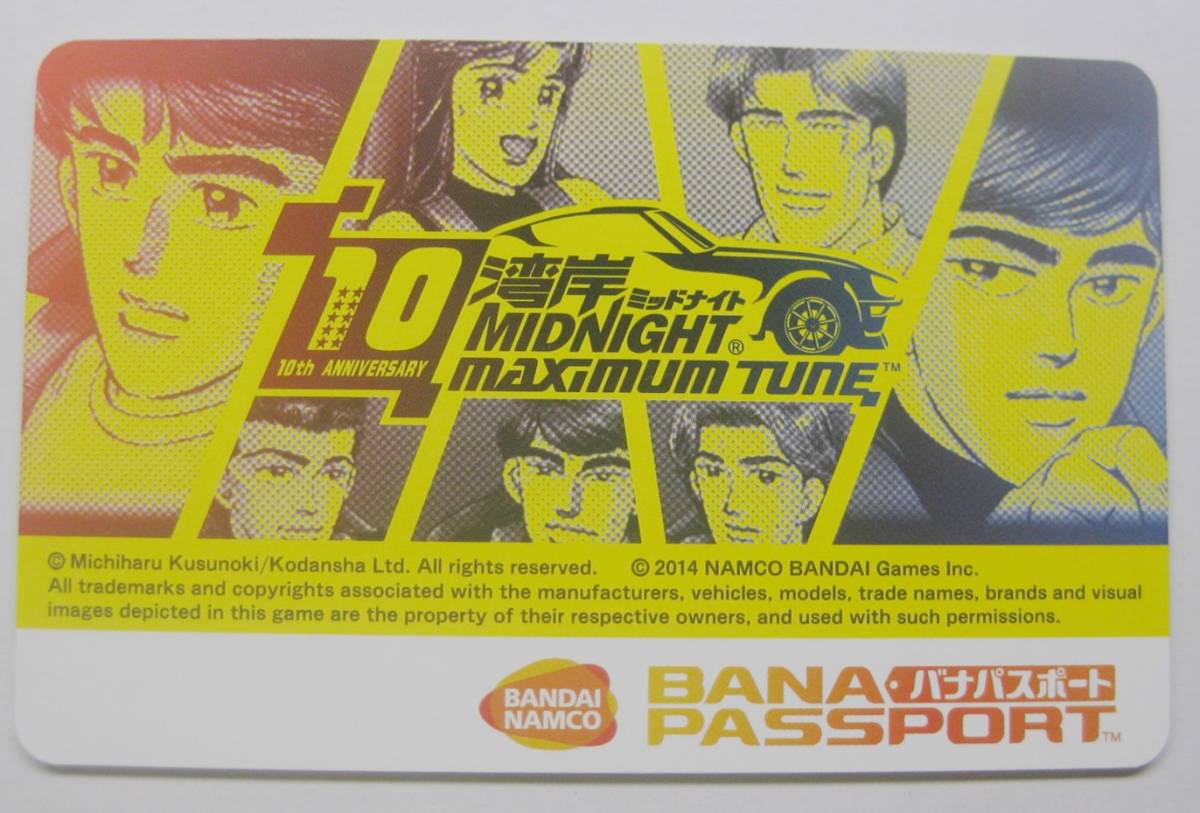 10
10th ANNIVERSARY
湾岸 ミッドナイト
MIDNIGHT®
MAXIMUM TUNE™
© Michiharu Kusunoki/Kodansha Ltd. All rights reserved. © 2014 NAMCO BANDAI Games Inc.
All trademarks and copyrights associated with the manufacturers, vehicles, models, trade names, brands and visual
images depicted in this game are the property of their respective owners, and used with such permissions.
BANDAI
NAMCO
BANA バナパスポート
PASSPORT™